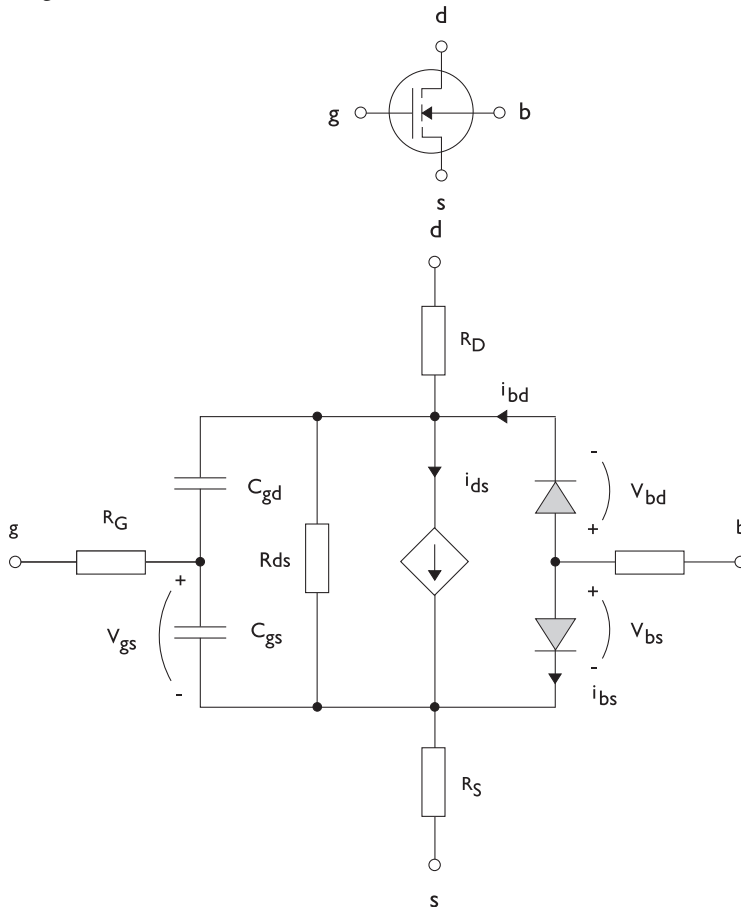 d
g
b
s
d
R_D
i_bd
C_gd
i_ds
-
V_bd
+
R_G
g
Rds
+
V_gs
-
C_gs
+
V_bs
-
i_bs
R_S
s